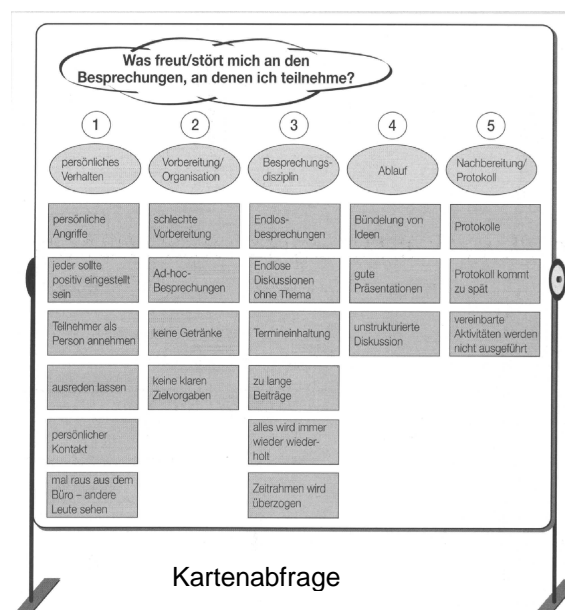 Was freut/stört mich an den
Besprechungen, an denen ich teilnehme?
1
2
3
4
5
persönliches
Verhalten
Vorbereitung/
Organisation
Besprechungs-
disziplin
Ablauf
Nachbereitung/
Protokoll
persönliche
Angriffe
jeder sollte
positiv eingestellt
sein
Teilnehmer als
Person annehmen
ausreden lassen
persönlicher
Kontakt
mal raus aus dem
Büro – andere
Leute sehen
schlechte
Vorbereitung
Ad-hoc-
Besprechungen
keine Getränke
keine klaren
Zielvorgaben
Endlos-
besprechungen
Endlose
Diskussionen
ohne Thema
Termineinhaltung
zu lange
Beiträge
alles wird immer
wieder wieder-
holt
Zeitrahmen wird
überzogen
Bündelung von
Ideen
gute
Präsentationen
unstrukturierte
Diskussion
Protokolle
Protokoll kommt
zu spät
vereinbarte
Aktivitäten werden
nicht ausgeführt
Kartenabfrage